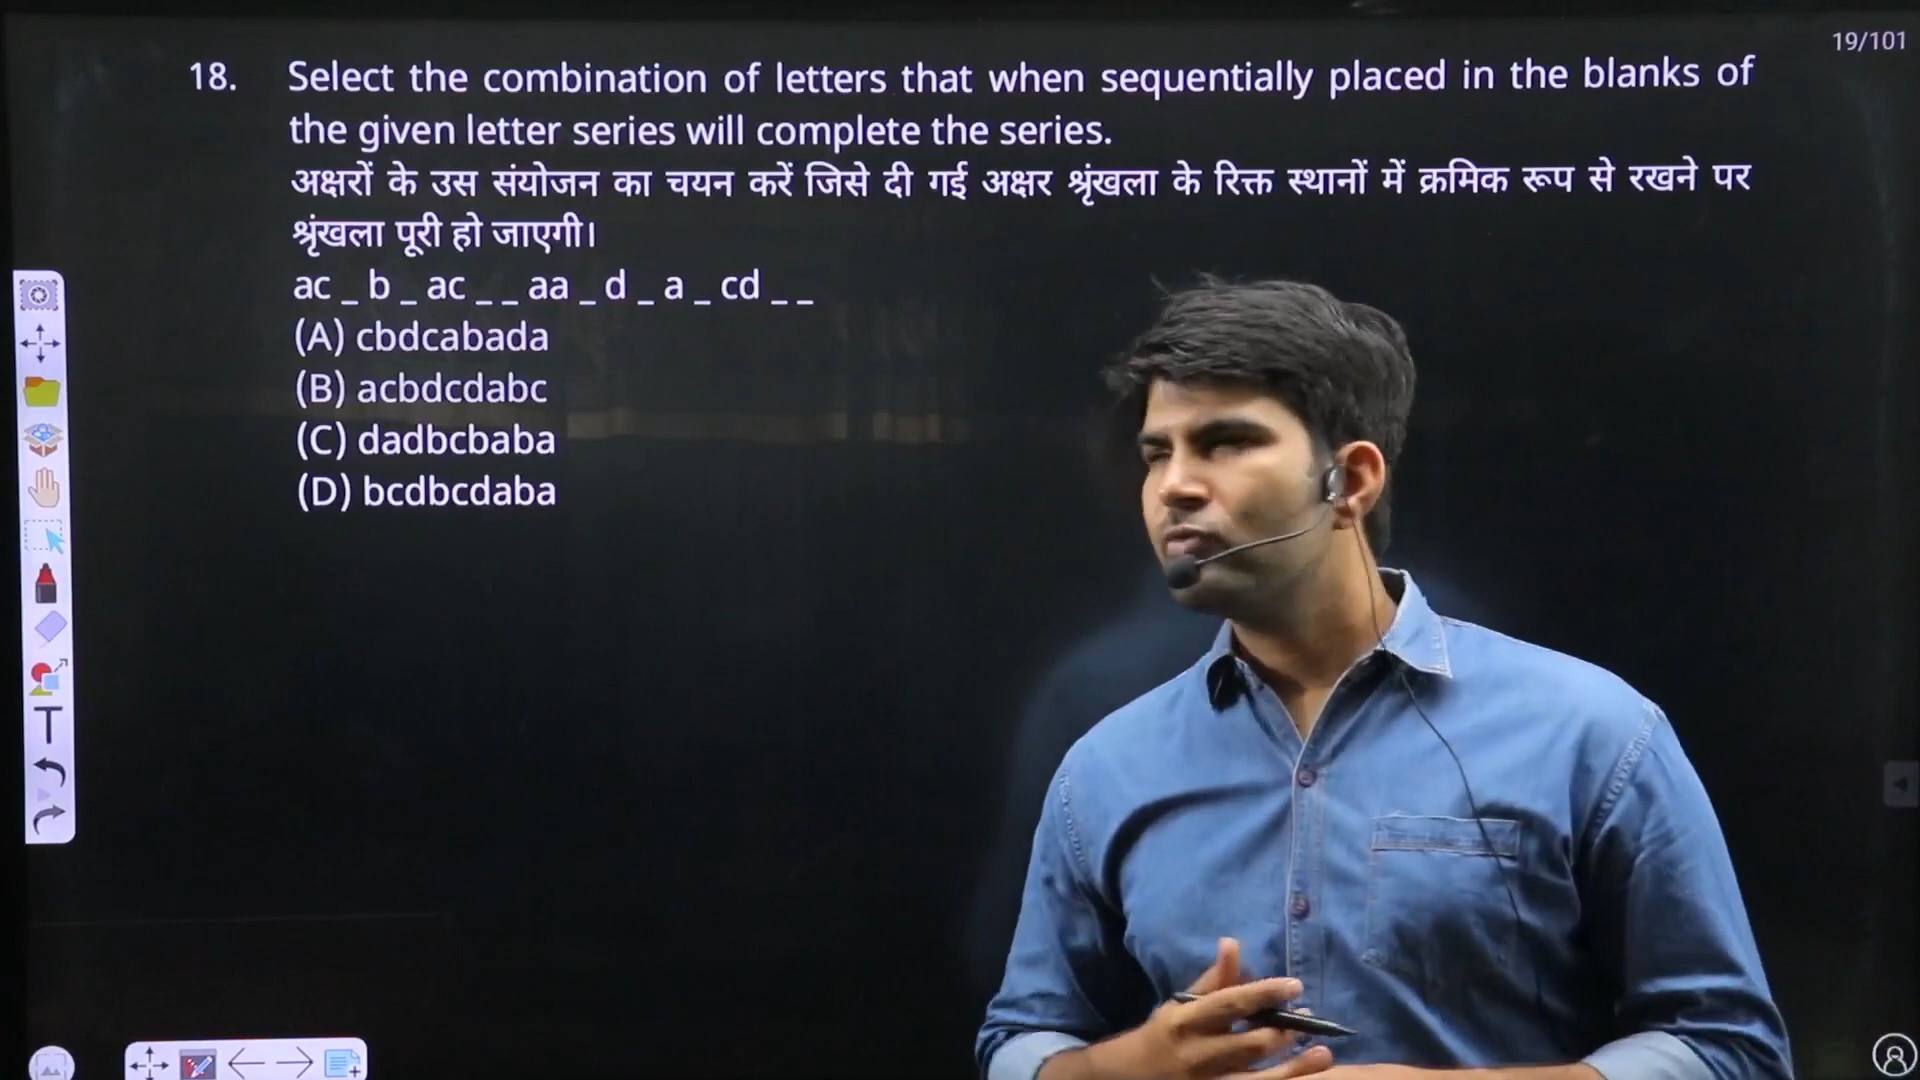 19/101
18. Select the combination of letters that when sequentially placed in the blanks of
the given letter series will complete the series.
अक्षरों के उस संयोजन का चयन करें जिसे दी गई अक्षर श्रृंखला के रिक्त स्थानों में क्रमिक रूप से रखने पर
श्रृंखला पूरी हो जाएगी।
ac _ b _ ac _ _ aa _ d _ a _ cd _ _
(A) cbdcabada
(B) acbdcdabc
(C) dadbcbaba
(D) bcdbcdaba
T